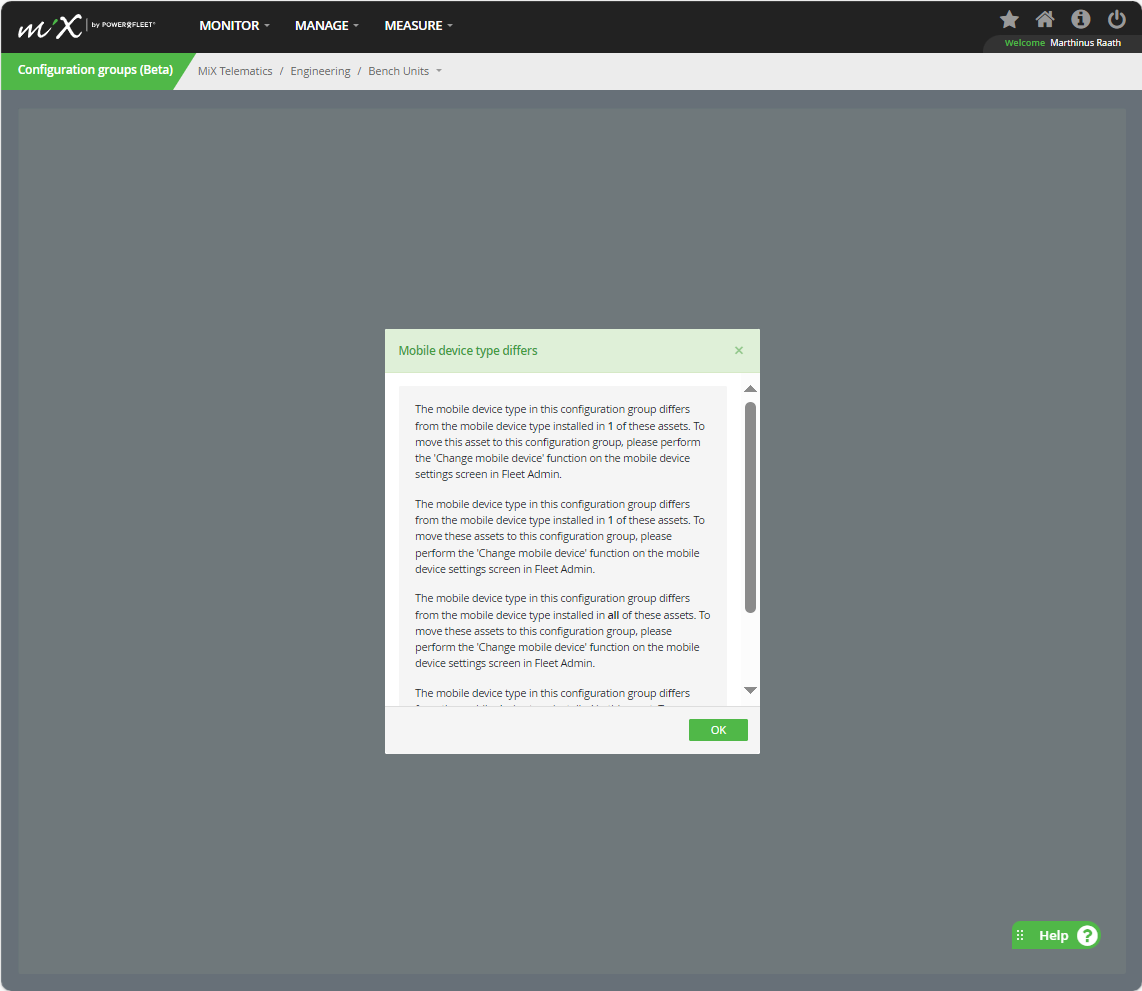 miX by POWERFLEET
MONITOR MANAGE MEASURE
Welcome Marthinus Raath
Configuration groups (Beta) MiX Telematics / Engineering / Bench Units
Mobile device type differs ×
The mobile device type in this configuration group differs
from the mobile device type installed in 1 of these assets. To
move this asset to this configuration group, please perform
the 'Change mobile device' function on the mobile device
settings screen in Fleet Admin.
The mobile device type in this configuration group differs
from the mobile device type installed in 1 of these assets. To
move these assets to this configuration group, please
perform the 'Change mobile device' function on the mobile
device settings screen in Fleet Admin.
The mobile device type in this configuration group differs
from the mobile device type installed in all of these assets. To
move these assets to this configuration group, please
perform the 'Change mobile device' function on the mobile
device settings screen in Fleet Admin.
The mobile device type in this configuration group differs
OK
Help ?